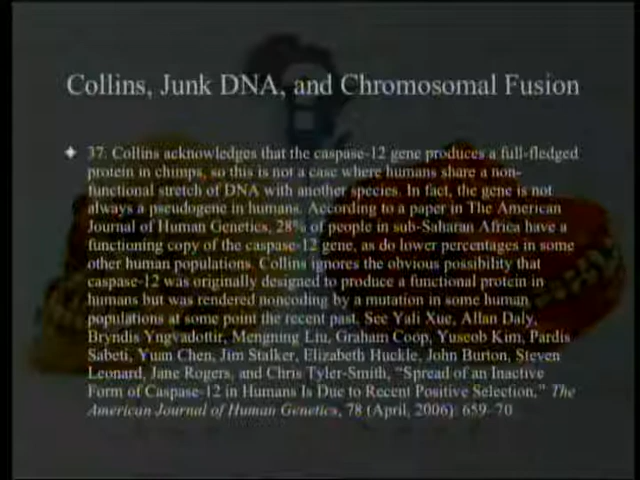 Collins, Junk DNA, and Chromosomal Fusion
37. Collins acknowledges that the caspase-12 gene produces a full-fledged
protein in chimps, so this is not a case where humans share a non-
functional stretch of DNA with another species. In fact, the gene is not
always a pseudogene in humans. According to a paper in The American
Journal of Human Genetics, 28% of people in sub-Saharan Africa have a
functioning copy of the caspase-12 gene, as do lower percentages in some
other human populations. Collins ignores the obvious possibility that
caspase-12 was originally designed to produce a functional protein in
humans but was rendered noncoding by a mutation in some human
populations at some point the recent past. See Yali Xue, Allan Daly,
Bryndis Yngvadottir, Mengning Liu, Graham Coop, Yuseob Kim, Pardis
Sabeti, Yuan Chen, Jim Stalker, Elizabeth Huckle, John Burton, Steven
Leonard, Jane Rogers, and Chris Tyler-Smith, "Spread of an Inactive
Form of Caspase-12 in Humans Is Due to Recent Positive Selection," The
American Journal of Human Genetics, 78 (April, 2006): 659-70